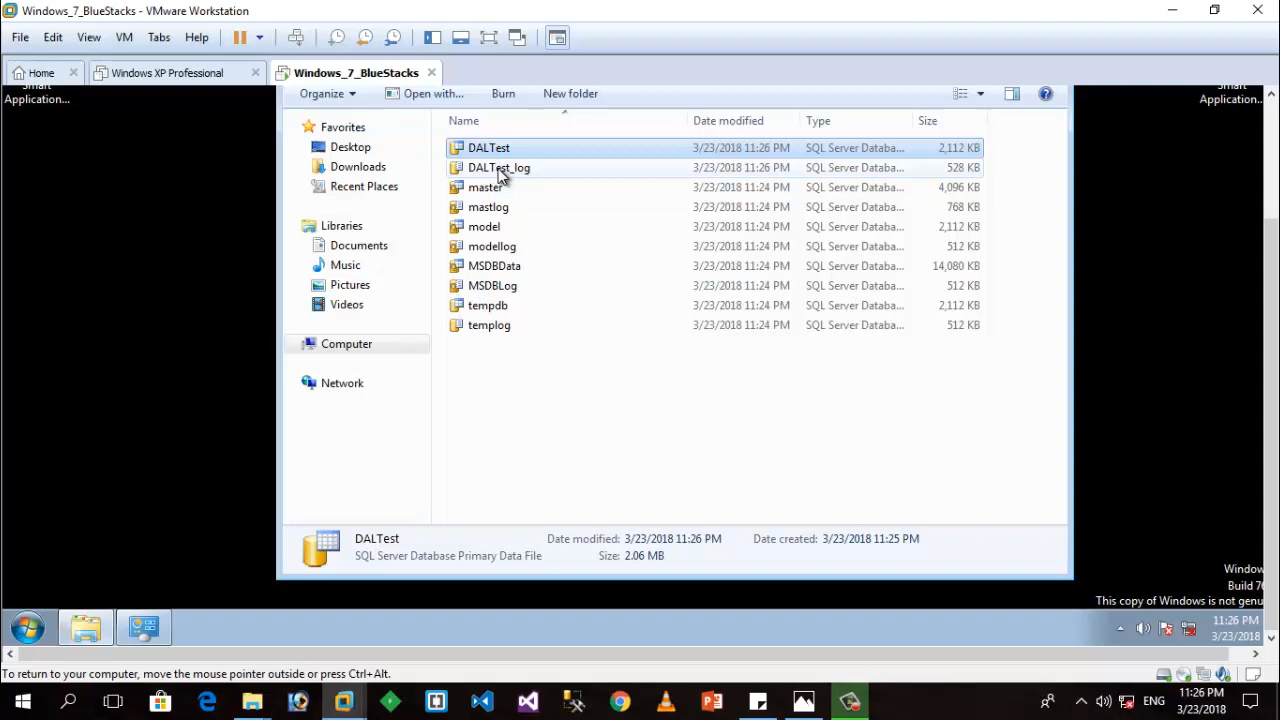 Windows_7_BlueStacks - VMware Workstation
File Edit View VM Tabs Help
Home Windows XP Professional Windows_7_BlueStacks
Smart
Application...
Smart
Application...
Organize Open with... Burn New folder
Favorites
Desktop
Downloads
Recent Places
Libraries
Documents
Music
Pictures
Videos
Computer
Network
Name Date modified Type Size
DALTest 3/23/2018 11:26 PM SQL Server Databa... 2,112 KB
DALTest_log 3/23/2018 11:26 PM SQL Server Databa... 528 KB
master 3/23/2018 11:24 PM SQL Server Databa... 4,096 KB
mastlog 3/23/2018 11:24 PM SQL Server Databa... 768 KB
model 3/23/2018 11:24 PM SQL Server Databa... 2,112 KB
modellog 3/23/2018 11:24 PM SQL Server Databa... 512 KB
MSDBData 3/23/2018 11:24 PM SQL Server Databa... 14,080 KB
MSDBLog 3/23/2018 11:24 PM SQL Server Databa... 512 KB
tempdb 3/23/2018 11:24 PM SQL Server Databa... 2,112 KB
templog 3/23/2018 11:24 PM SQL Server Databa... 512 KB
DALTest Date modified: 3/23/2018 11:26 PM Date created: 3/23/2018 11:25 PM
SQL Server Database Primary Data File Size: 2.06 MB
Window
Build 76
This copy of Windows is not genu
11:26 PM
3/23/2018
To return to your computer, move the mouse pointer outside or press Ctrl+Alt.
ENG
11:26 PM
3/23/2018